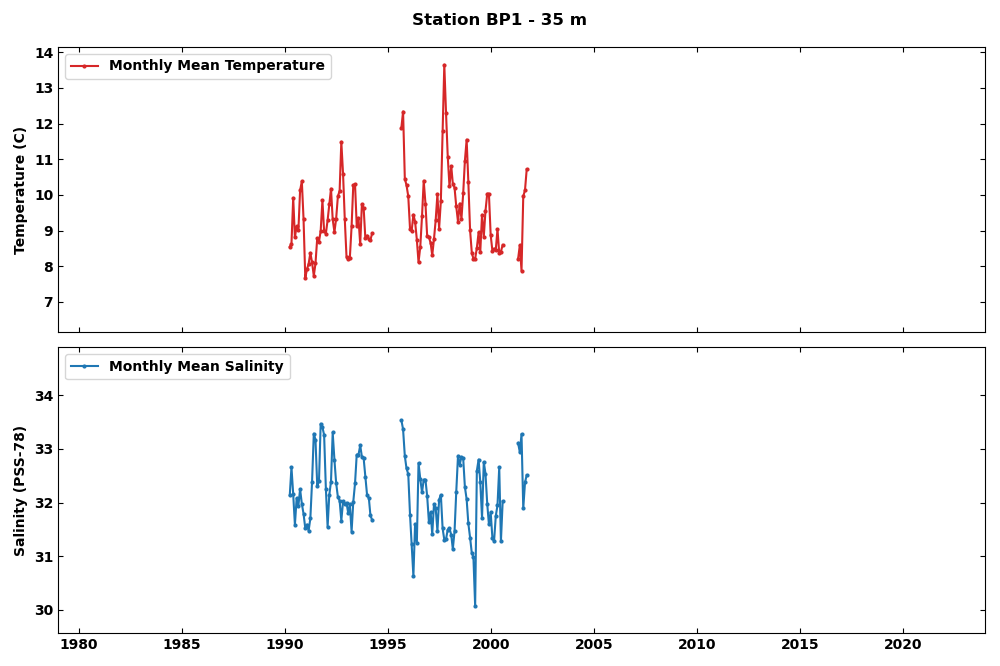 Station BP1 - 35 m
Monthly Mean Temperature
Temperature (C)
14
13
12
11
10
9
8
7
Monthly Mean Salinity
Salinity (PSS-78)
34
33
32
31
30
1980 1985 1990 1995 2000 2005 2010 2015 2020